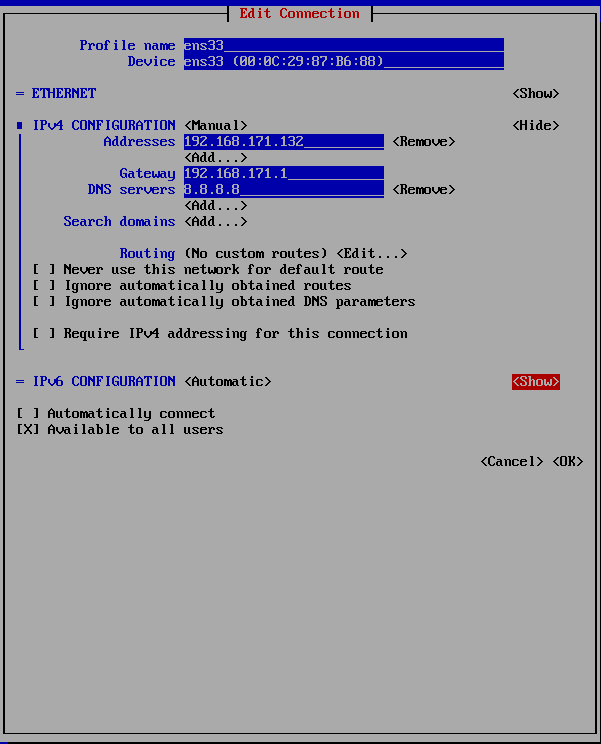 Edit Connection
Profile name ens33
Device ens33 (00:0C:29:87:B6:88)
= ETHERNET <Show>
IPv4 CONFIGURATION <Manual> <Hide>
Addresses 192.168.171.132 <Remove>
<Add...>
Gateway 192.168.171.1
DNS servers 8.8.8.8 <Remove>
<Add...>
Search domains <Add...>
Routing (No custom routes) <Edit...>
[ ] Never use this network for default route
[ ] Ignore automatically obtained routes
[ ] Ignore automatically obtained DNS parameters
[ ] Require IPv4 addressing for this connection
= IPv6 CONFIGURATION <Automatic> <Show>
[ ] Automatically connect
[X] Available to all users
<Cancel> <OK>